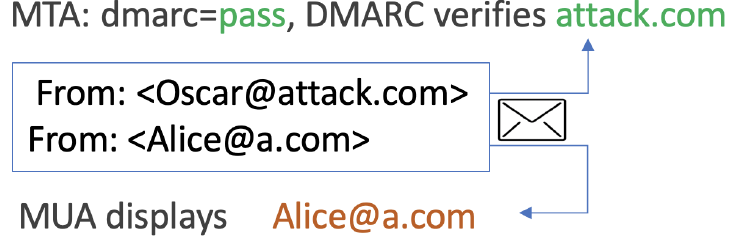 MTA: dmarc=pass, DMARC verifies attack.com
From: <Oscar@attack.com>
From: <Alice@a.com>
MUA displays Alice@a.com